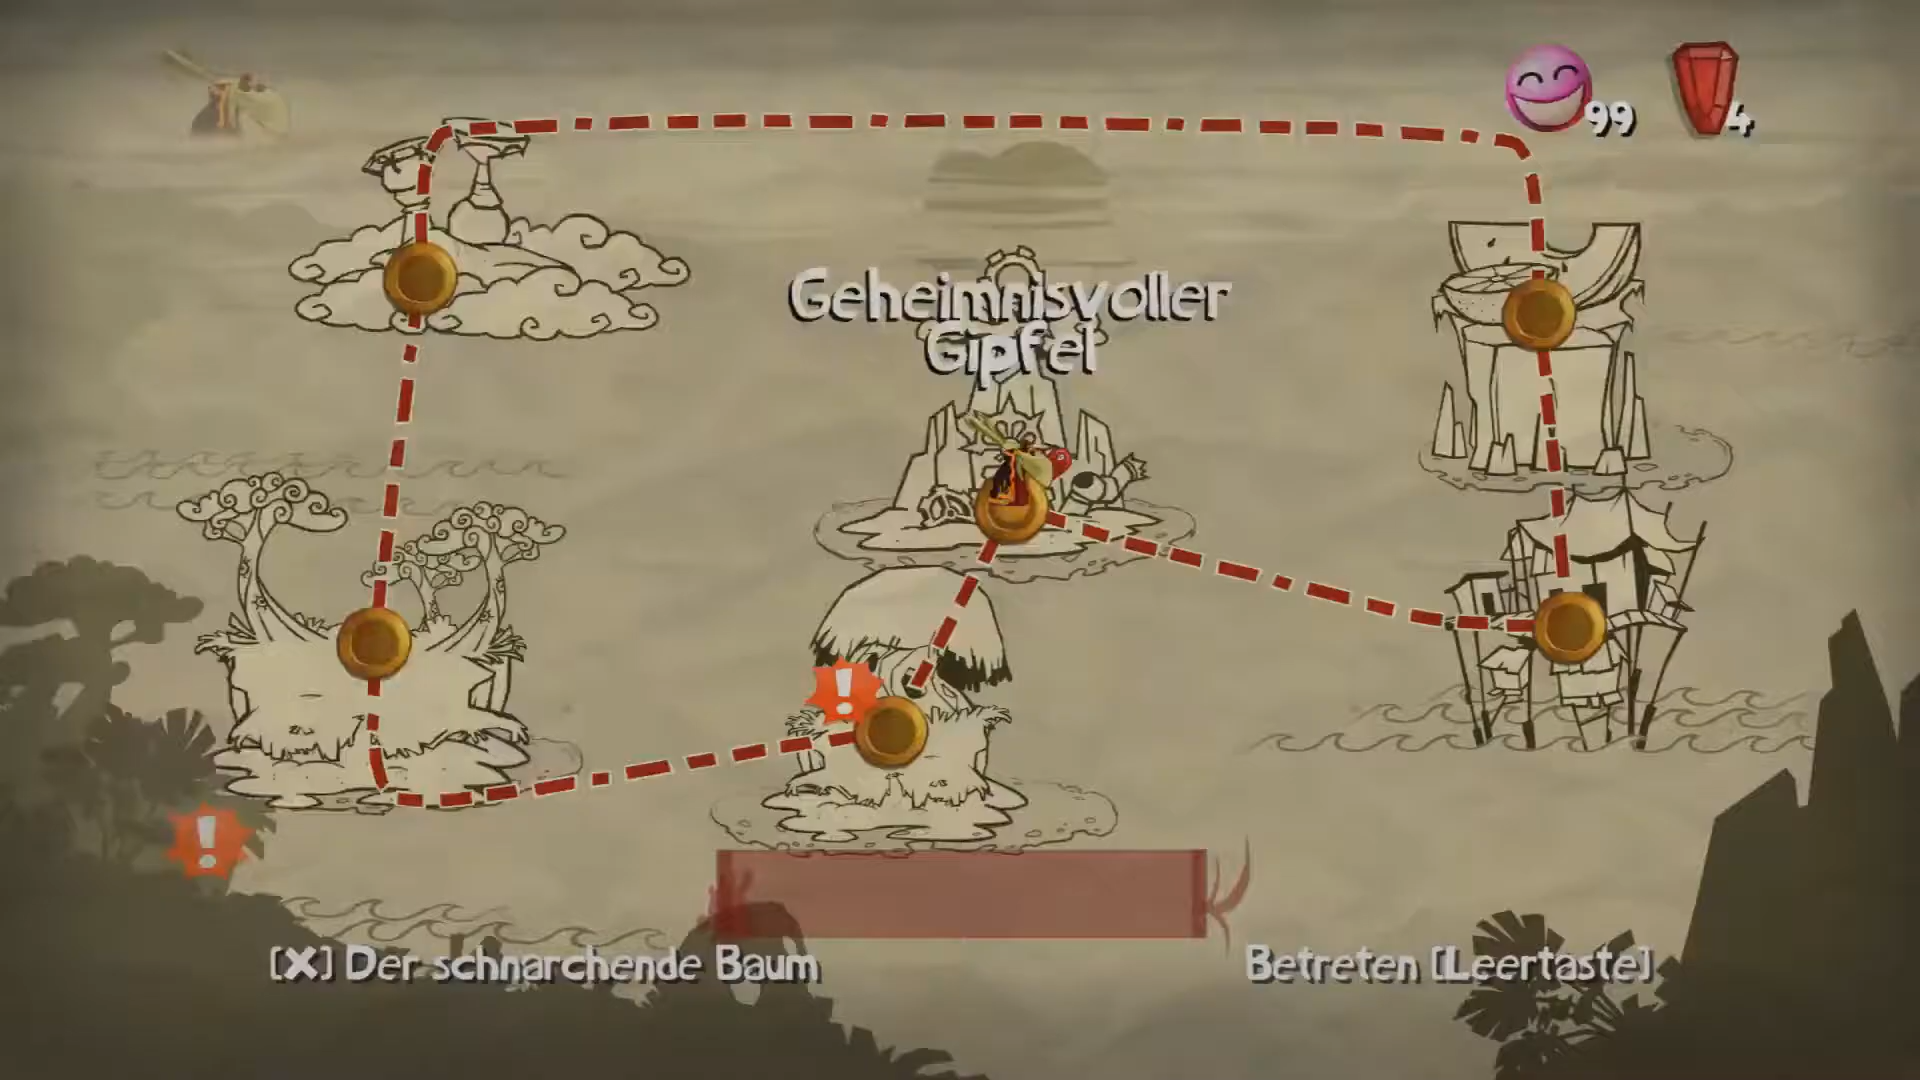 99
4
Geheimnisvoller
Gipfel
!
!
[X] Der schnarchende Baum
Betreten [Leertaste]